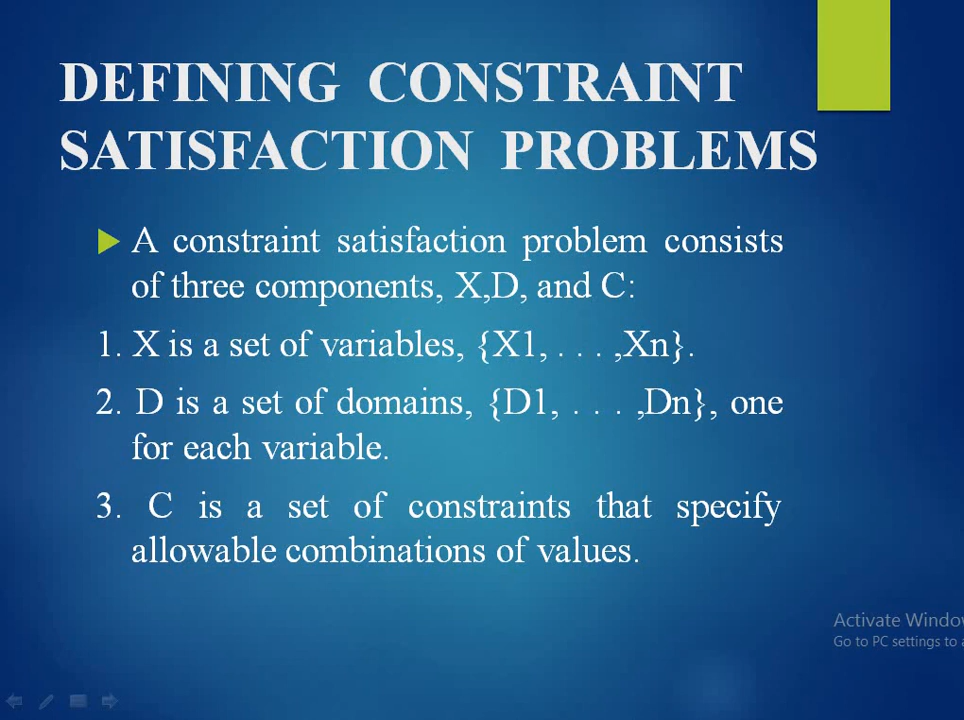 DEFINING CONSTRAINT
SATISFACTION PROBLEMS
A constraint satisfaction problem consists
of three components, X,D, and C:
1. X is a set of variables, {X1, . . . ,Xn}.
2. D is a set of domains, {D1, . . . ,Dn}, one
for each variable.
3. C is a set of constraints that specify
allowable combinations of values.
Activate Windo
Go to PC settings to